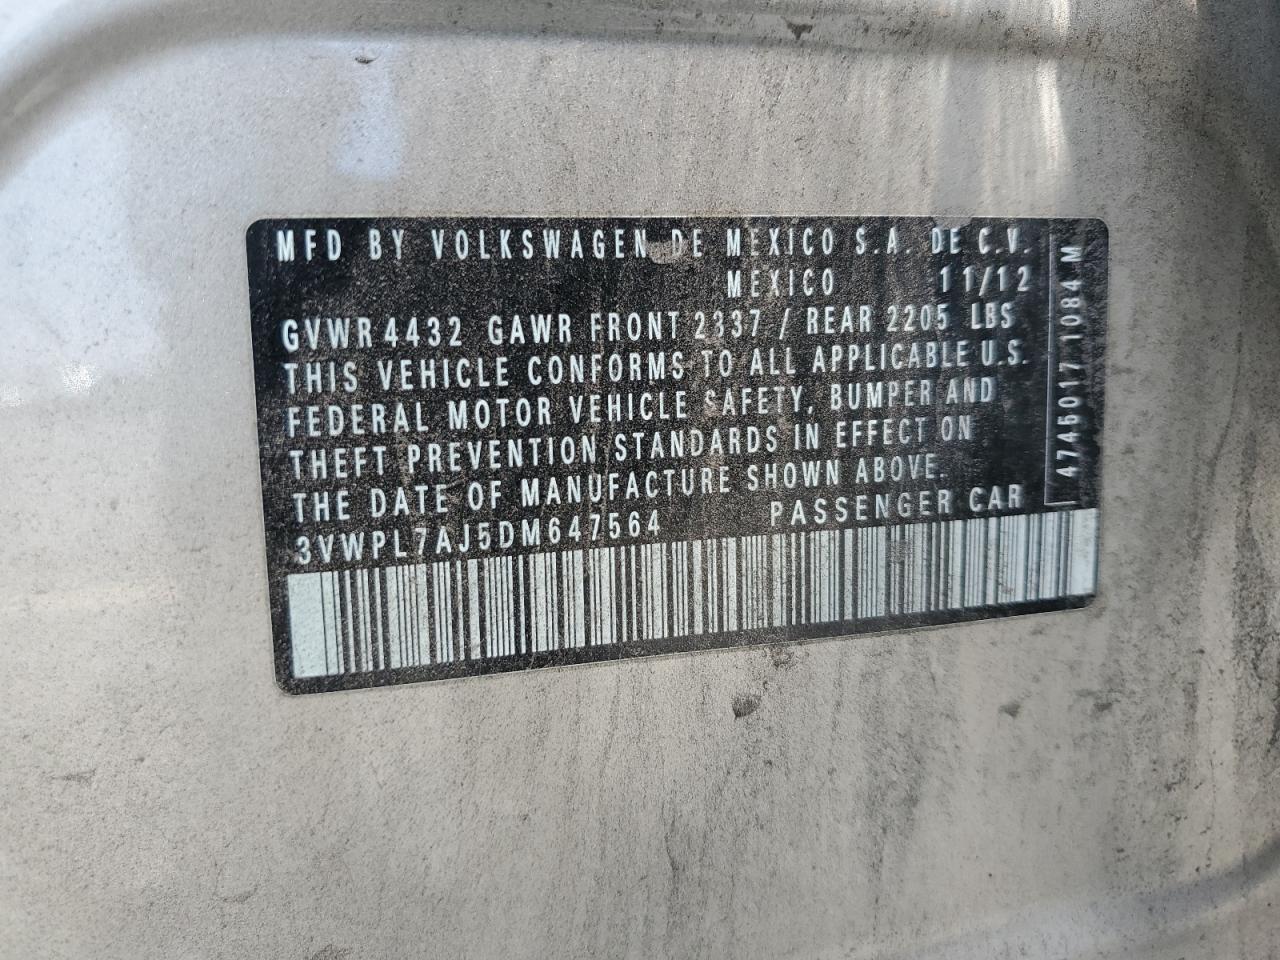 MFD BY VOLKSWAGEN DE MEXICO S.A. DE C.V.
MEXICO 11/12
GVWR 4432 GAWR FRONT 2337 / REAR 2205 LBS
THIS VEHICLE CONFORMS TO ALL APPLICABLE U.S.
FEDERAL MOTOR VEHICLE SAFETY, BUMPER AND
THEFT PREVENTION STANDARDS IN EFFECT ON
THE DATE OF MANUFACTURE SHOWN ABOVE.
3VWPL7AJ5DM647564 PASSENGER CAR
4745017 1084 M